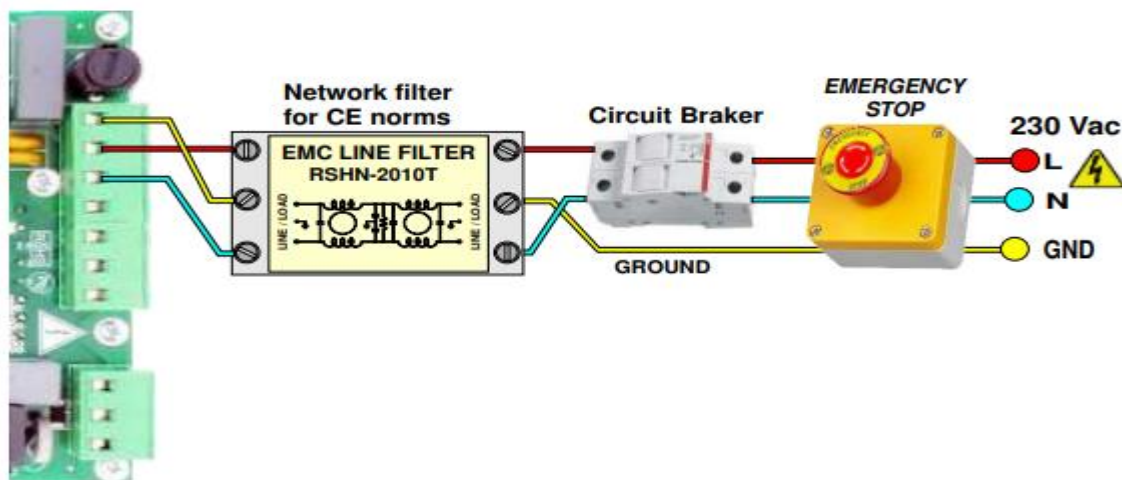 Network filter
for CE norms
EMC LINE FILTER
RSHN-2010T
LINE / LOAD
LINE / LOAD
Circuit Braker
EMERGENCY
STOP
230 Vac
L
N
GND
GROUND